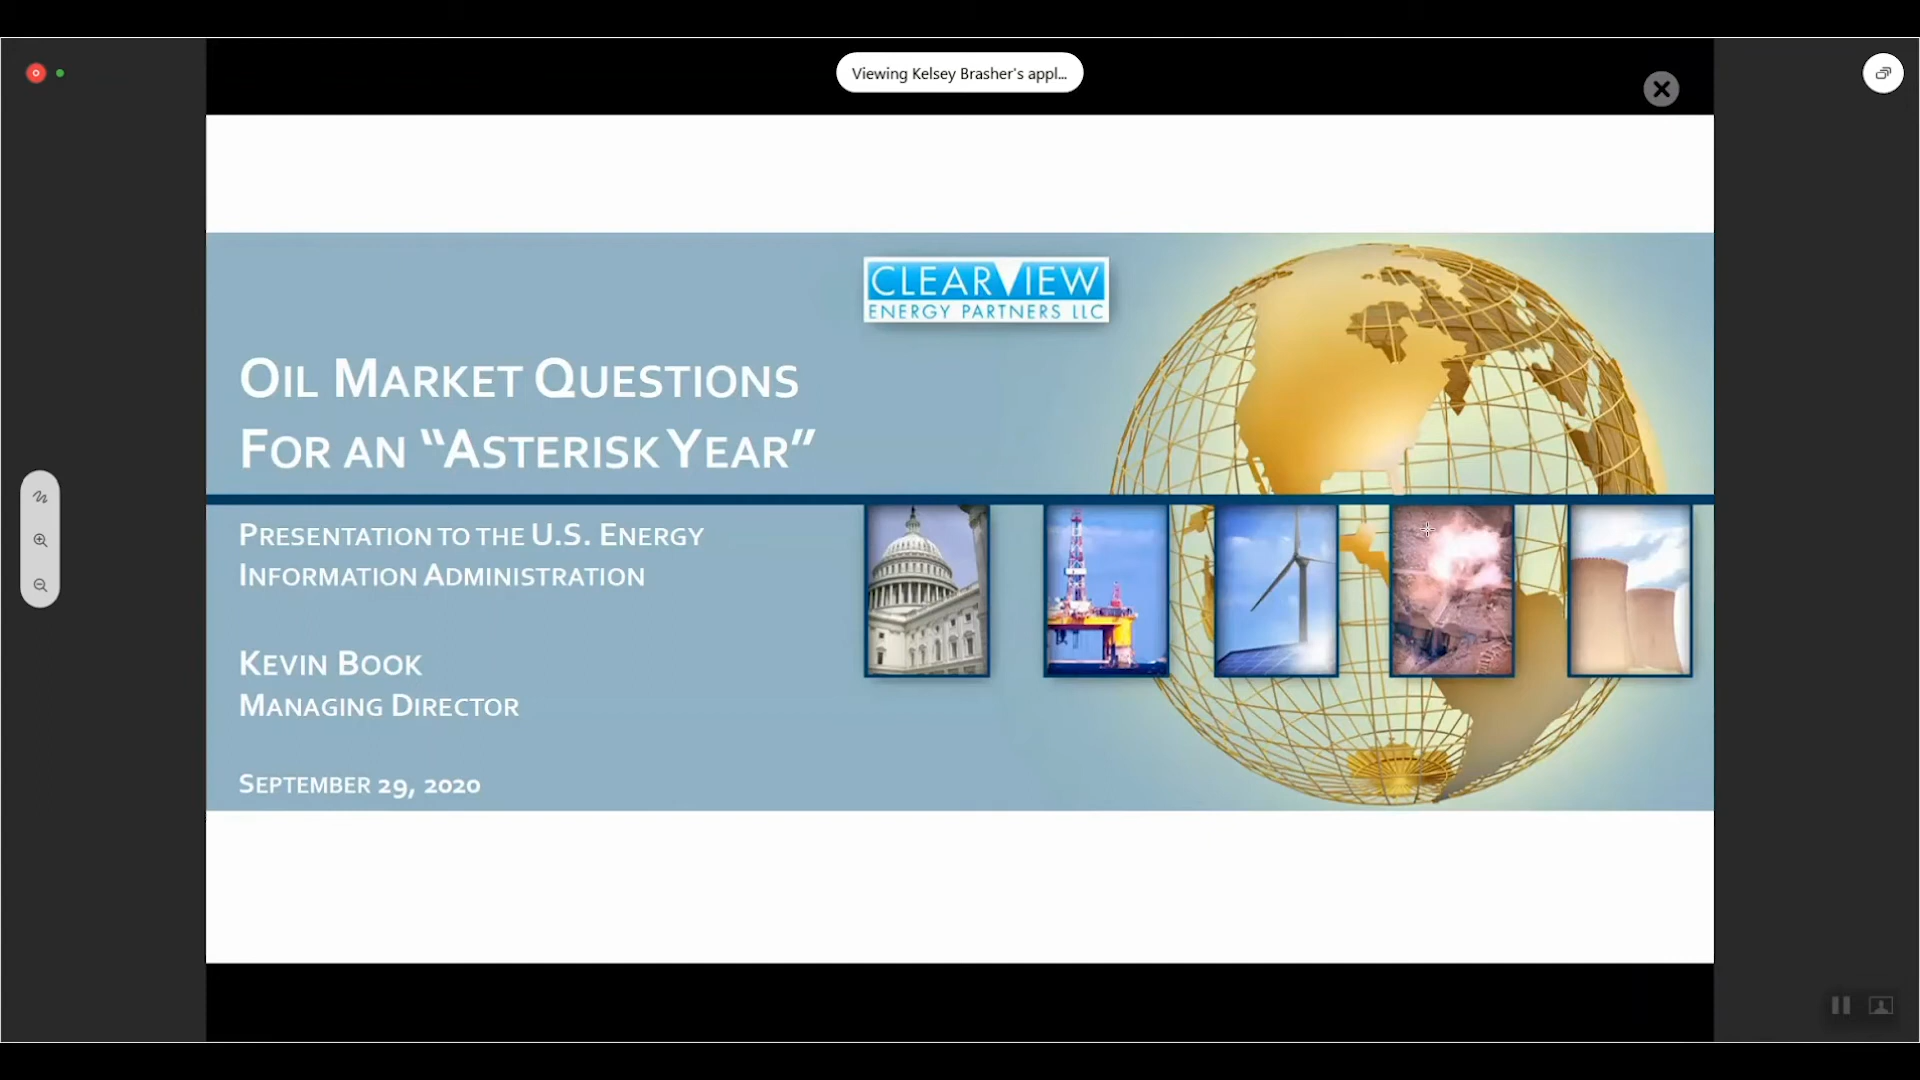 Viewing Kelsey Brasher's appl...
CLEARVIEW
ENERGY PARTNERS LLC
OIL MARKET QUESTIONS
FOR AN “ASTERISK YEAR”
PRESENTATION TO THE U.S. ENERGY
INFORMATION ADMINISTRATION
KEVIN BOOK
MANAGING DIRECTOR
SEPTEMBER 29, 2020